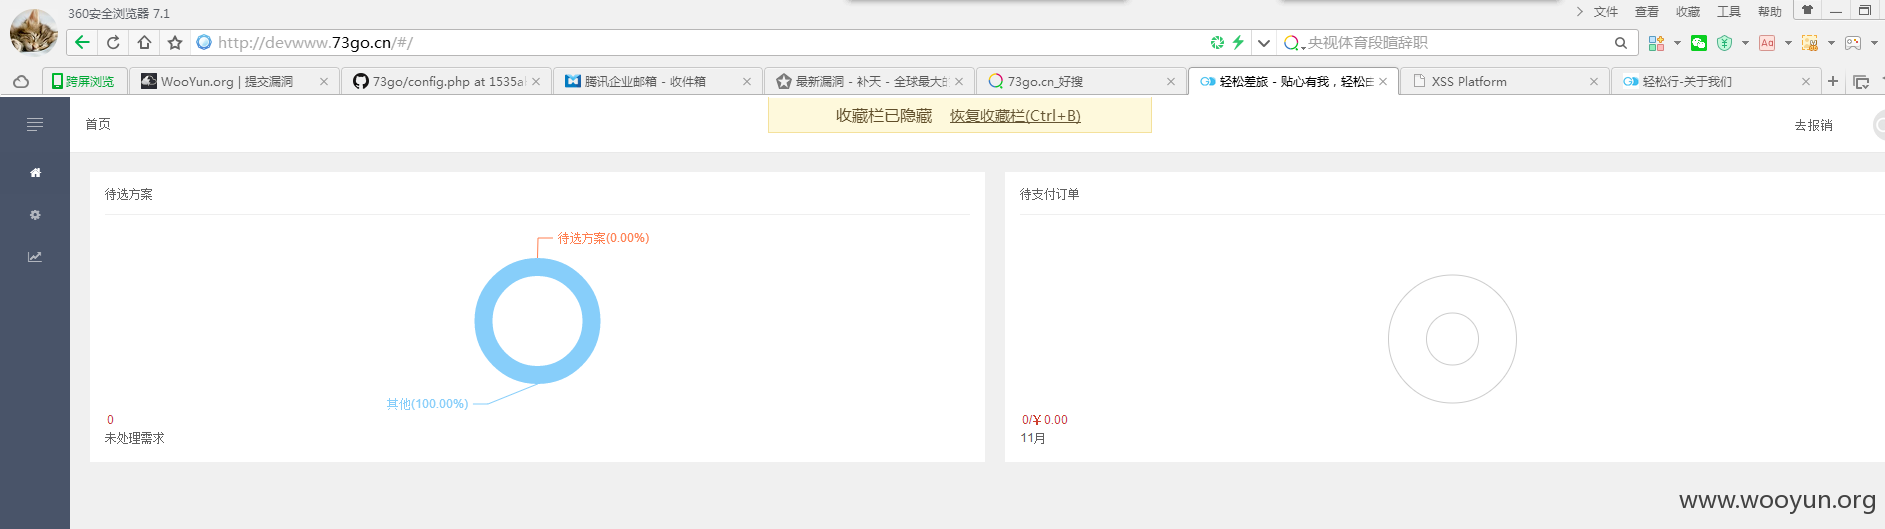 360安全浏览器 7.1
文件 查看 收藏 工具 帮助
http://devwww.73go.cn/#/
央视体育段暄辞职
跨屏浏览
WooYun.org | 提交漏洞
73go/config.php at 1535a
腾讯企业邮箱 - 收件箱
最新漏洞 - 补天 - 全球最大的
73go.cn_好搜
轻松差旅 - 贴心有我，轻松
XSS Platform
轻松行-关于我们
收藏栏已隐藏 恢复收藏栏(Ctrl+B)
首页
去报销
待选方案
待选方案(0.00%)
其他(100.00%)
0
未处理需求
待支付订单
0/￥0.00
11月
www.wooyun.org